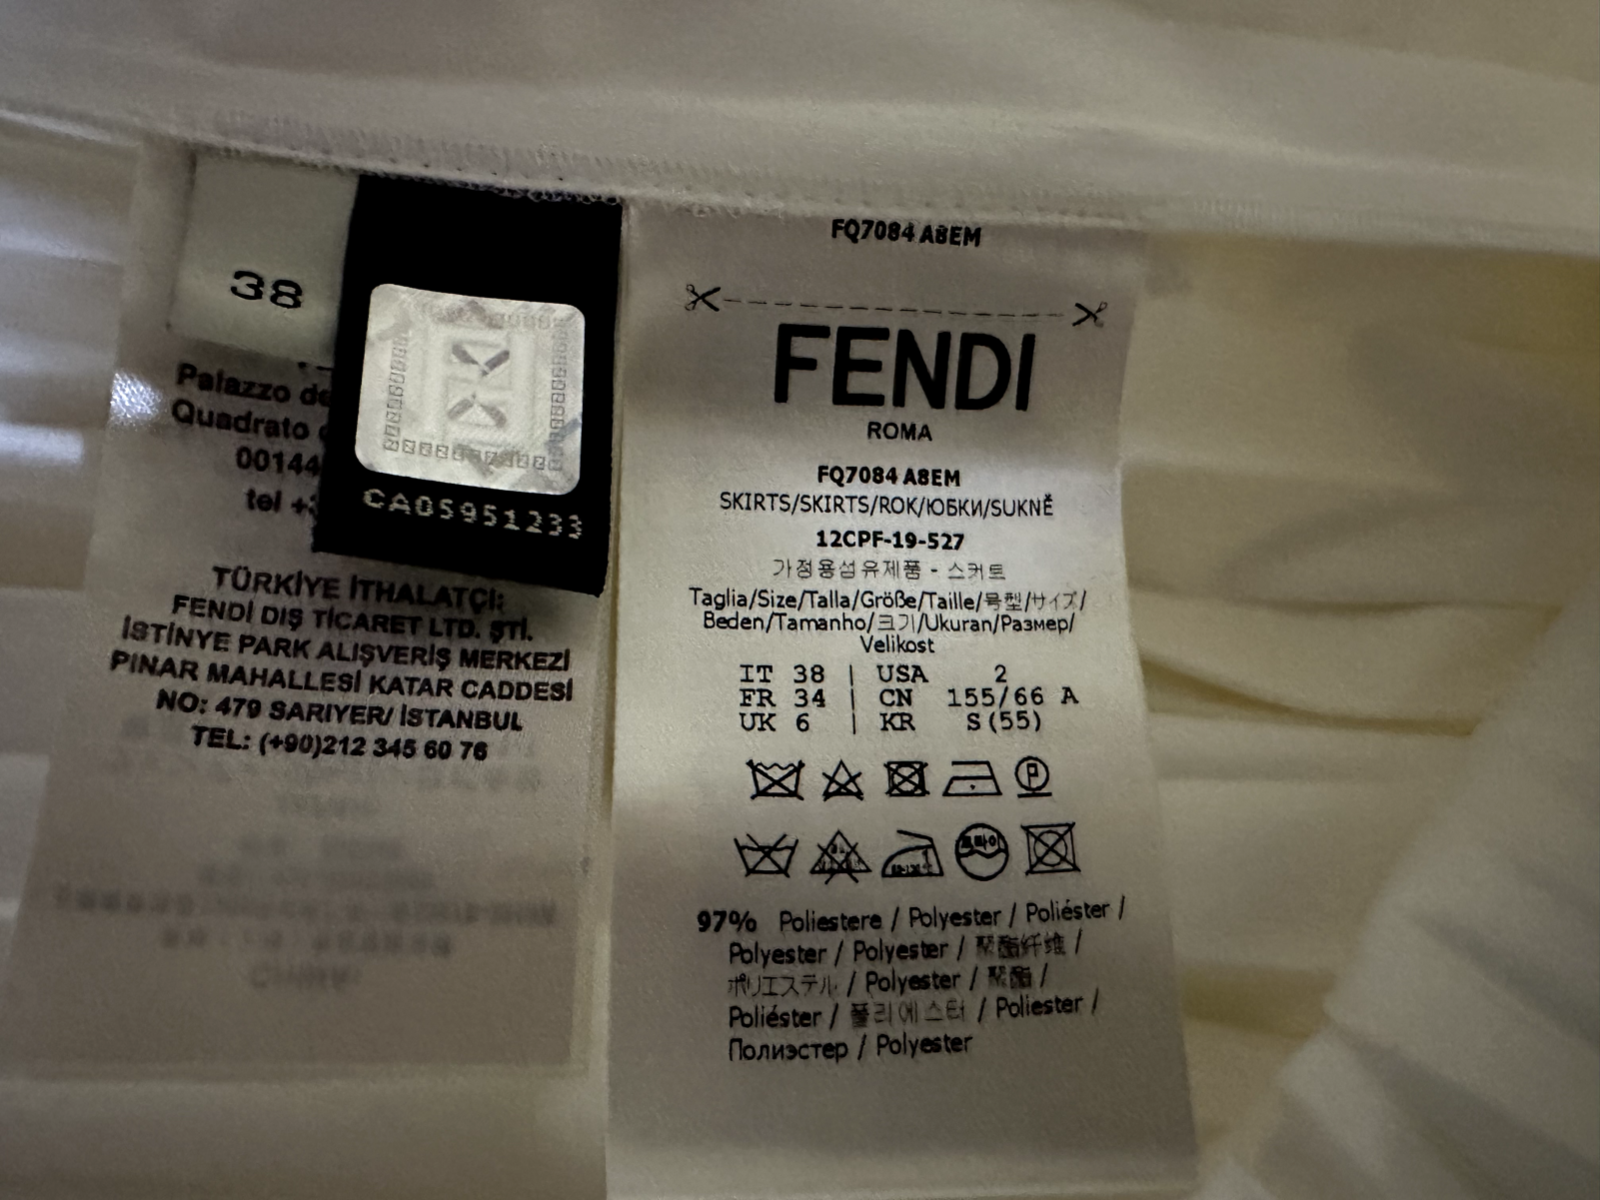 38
Palazzo de
Quadrato
00144
tel +3
CA05951233
TÜRKİYE İTHALATÇI:
FENDİ DIŞ TİCARET LTD. ŞTİ.
İSTİNYE PARK ALIŞVERİŞ MERKEZİ
PINAR MAHALLESİ KATAR CADDESİ
NO: 479 SARIYER/ İSTANBUL
TEL: (+90)212 345 60 76
FQ7084 A8EM
FENDI
ROMA
FQ7084 A8EM
SKIRTS/SKIRTS/ROK/ЮБКИ/SUKNĚ
12CPF-19-527
가정용섬유제품 - 스커트
Taglia/Size/Talla/Größe/Taille/号型/サイズ/
Beden/Tamanho/크기/Ukuran/Размер/
Velikost
IT 38 | USA 2
FR 34 | CN 155/66 A
UK 6 | KR S(55)
드라이
97% Poliestere / Polyester / Poliéster /
Polyester / Polyester / 聚酯纤维 /
ポリエステル / Polyester / 聚酯 /
Poliéster / 폴리에스터 / Poliester /
Полиэстер / Polyester